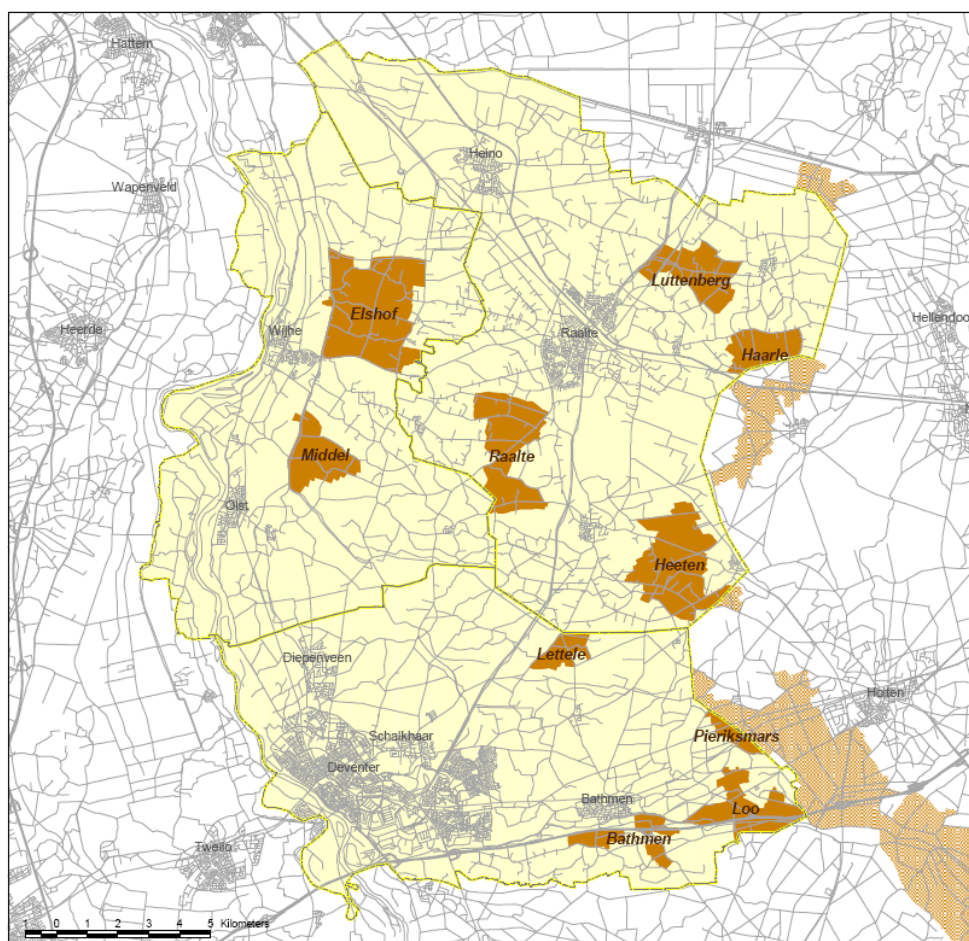 Hattem
Heino
Wapenveld
Luttenberg
Elshof
Heerde
Wijhe
Raalte
Hellendoo
Haarle
Middel
Raalte
Olst
Heeten
Lettele
Diepenveen
Holten
Schalkhaar
Pieriksmars
Deventer
Bathmen
Loo
Bathmen
Twello
1 0 1 2 3 4 5 Kilometers